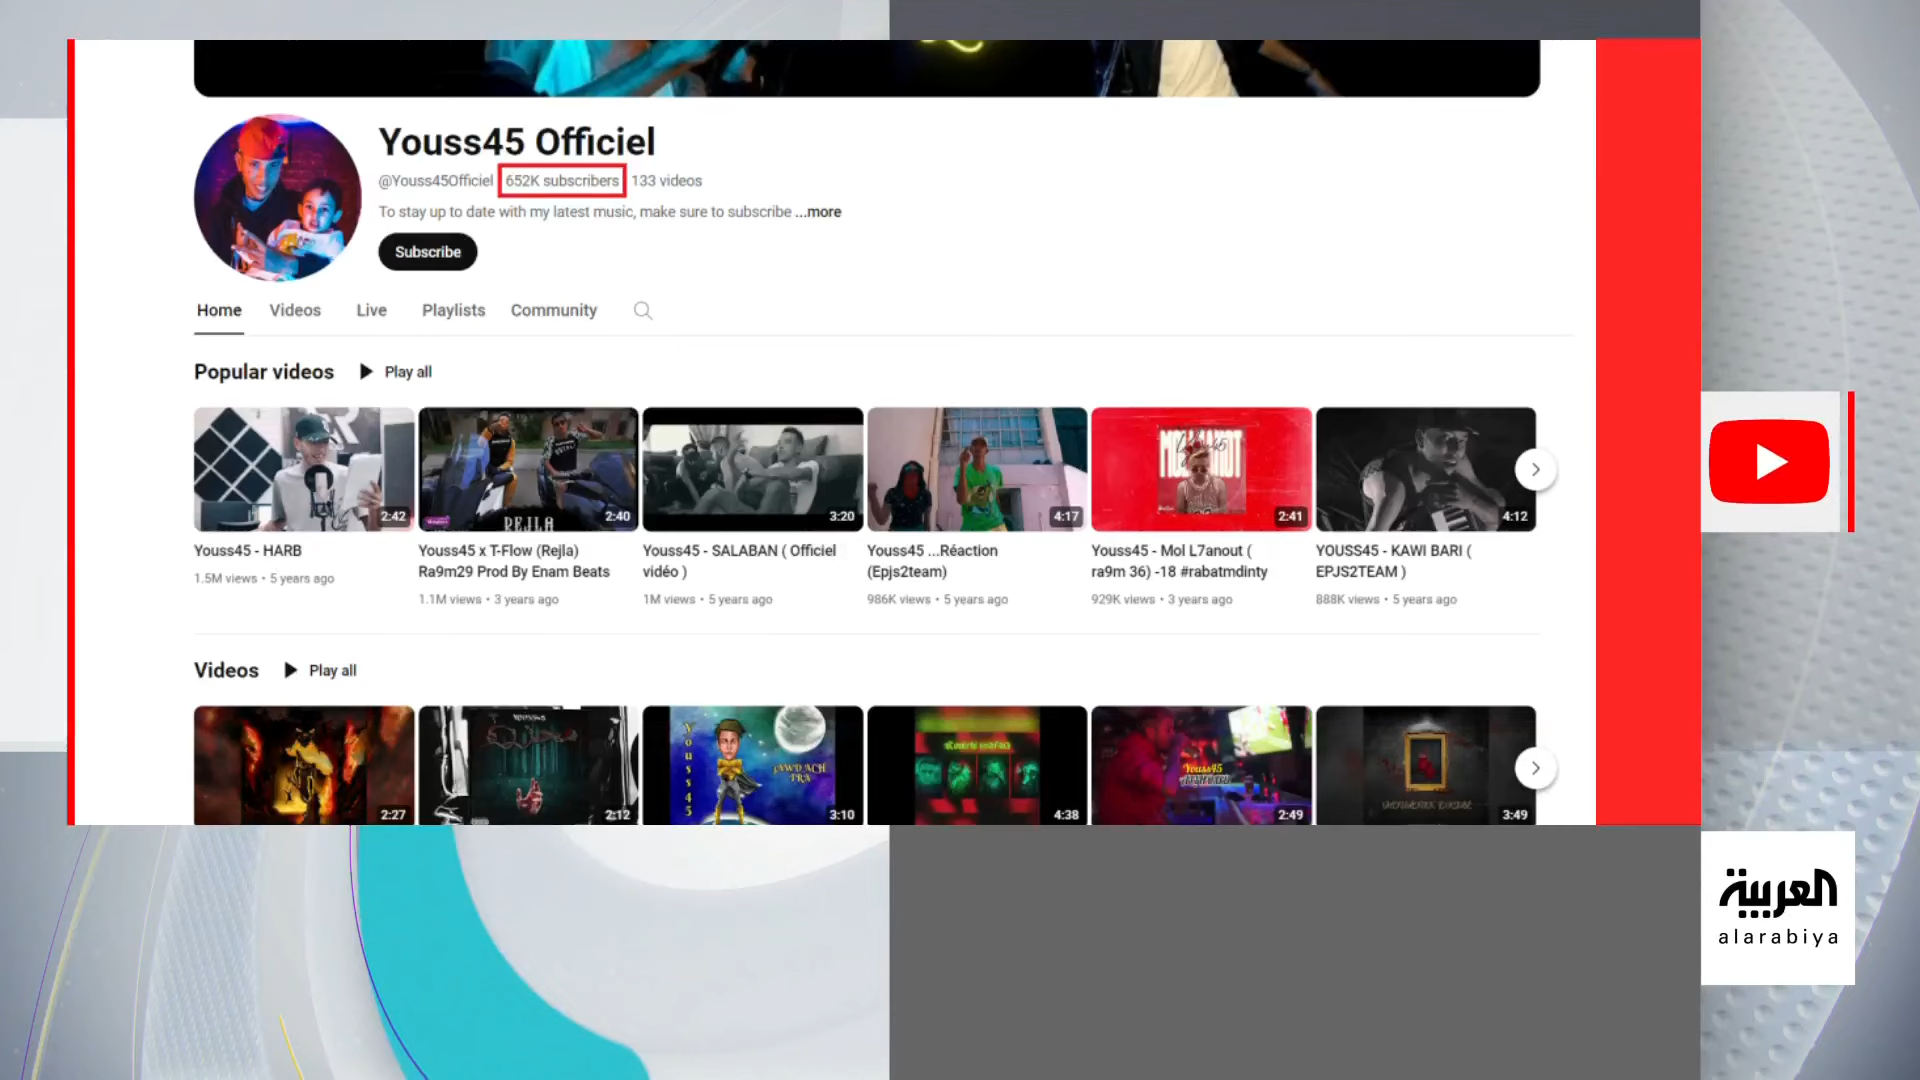 Youss45 Officiel
@Youss45Officiel 652K subscribers 133 videos
To stay up to date with my latest music, make sure to subscribe ...more
Subscribe
Home Videos Live Playlists Community
Popular videos Play all
2:42 2:40 3:20 4:17 2:41 4:12
Youss45 - HARB
1.5M views • 5 years ago
Youss45 x T-Flow (Rejla)
Ra9m29 Prod By Enam Beats
1.1M views • 3 years ago
Youss45 - SALABAN ( Officiel
vidéo )
1M views • 5 years ago
Youss45 ...Réaction
(Epjs2team)
986K views • 5 years ago
Youss45 - Mol L7anout (
ra9m 36) -18 #rabatmdinty
929K views • 3 years ago
YOUSS45 - KAWI BARI (
EPJS2TEAM )
888K views • 5 years ago
Videos Play all
Youss45
Youss45
2:27 2:12 3:10 4:38 2:49 3:49
العربية
alarabiya